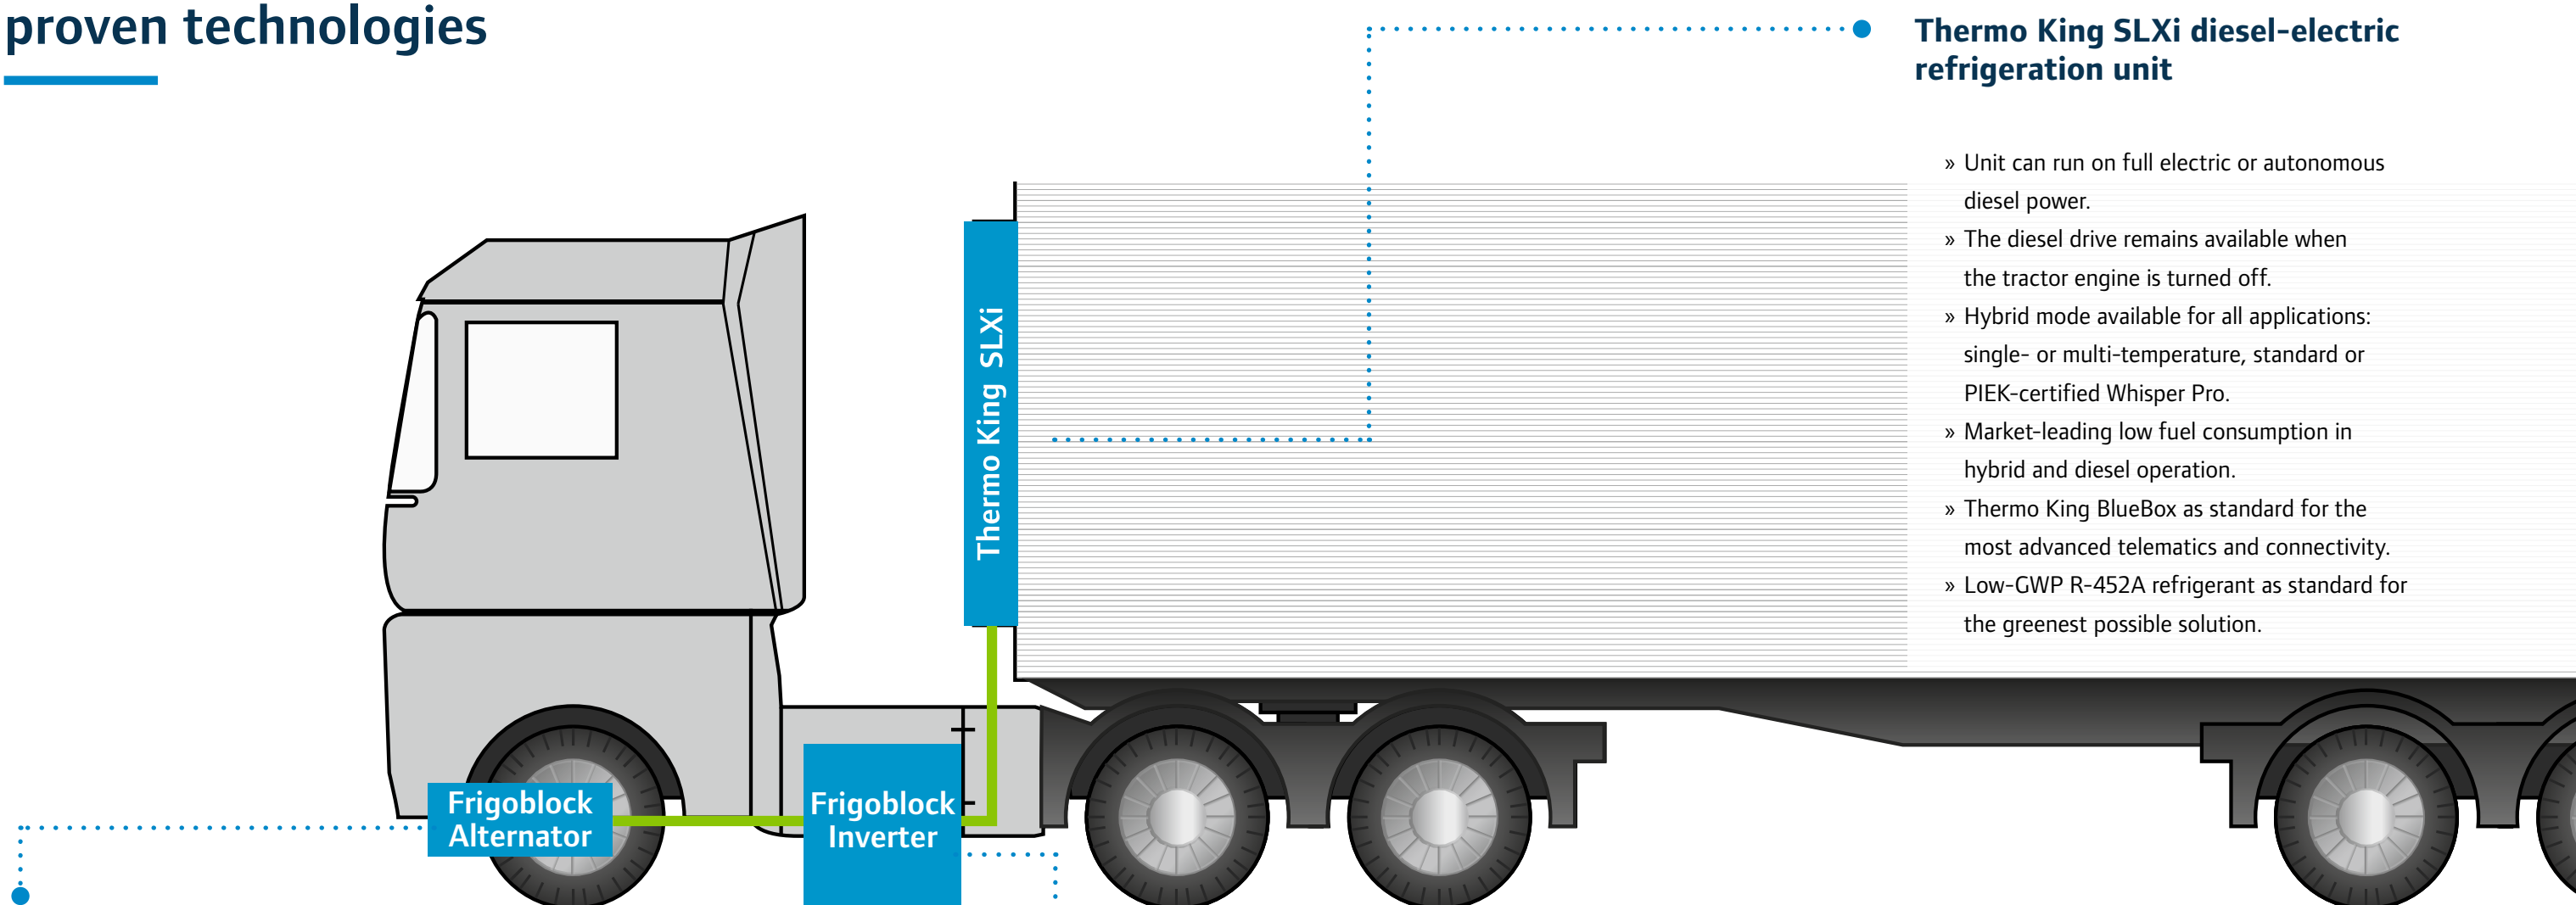 proven technologies
Thermo King SLXi diesel-electric
refrigeration unit
» Unit can run on full electric or autonomous
diesel power.
» The diesel drive remains available when
the tractor engine is turned off.
» Hybrid mode available for all applications:
single- or multi-temperature, standard or
PIEK-certified Whisper Pro.
» Market-leading low fuel consumption in
hybrid and diesel operation.
» Thermo King BlueBox as standard for the
most advanced telematics and connectivity.
» Low-GWP R-452A refrigerant as standard for
the greenest possible solution.
Thermo King SLXi
Frigoblock
Alternator
Frigoblock
Inverter